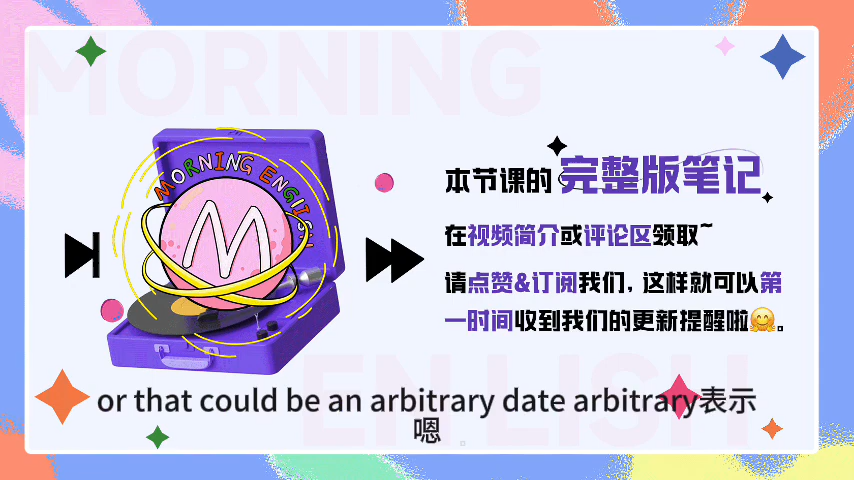 MORNING
MORNING ENGLISH
M
本节课的 完整版笔记
在视频简介或评论区领取~
请点赞&订阅我们，这样就可以第
一时间收到我们的更新提醒啦🤗。
ENGLISH
or that could be an arbitrary date arbitrary表示
嗯 。